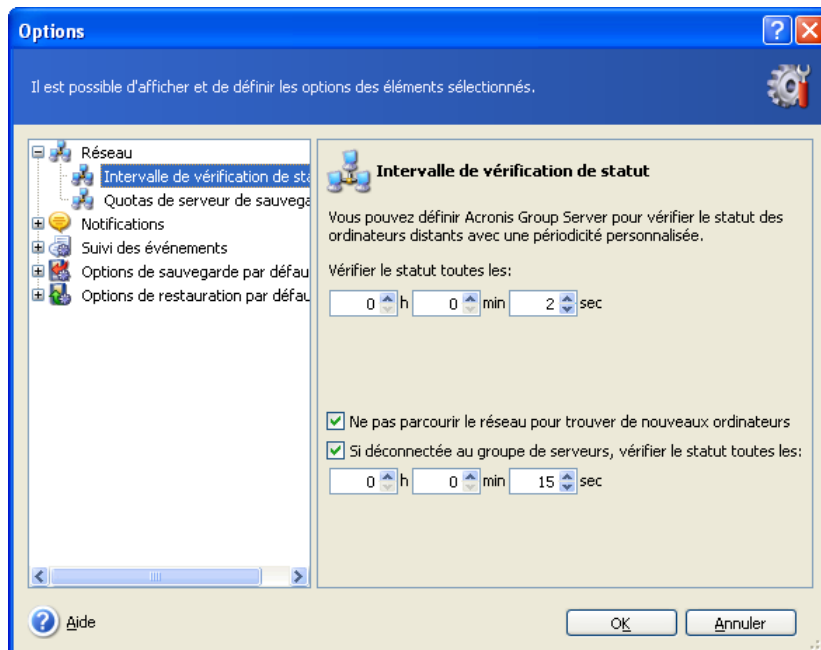 Options
Il est possible d'afficher et de définir les options des éléments sélectionnés.
Réseau
Intervalle de vérification de sta
Quotas de serveur de sauvega
Notifications
Suivi des événements
Options de sauvegarde par défau
Options de restauration par défau
Intervalle de vérification de statut
Vous pouvez définir Acronis Group Server pour vérifier le statut des
ordinateurs distants avec une périodicité personnalisée.
Vérifier le statut toutes les:
0 h 0 min 2 sec
Ne pas parcourir le réseau pour trouver de nouveaux ordinateurs
Si déconnectée au groupe de serveurs, vérifier le statut toutes les:
0 h 0 min 15 sec
Aide
OK
Annuler